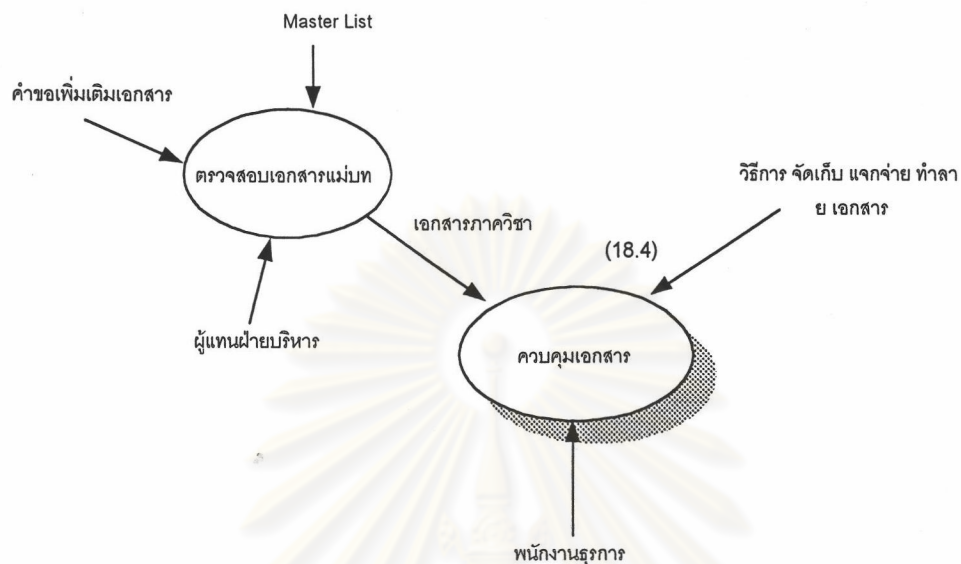 Master List
คำขอเพิ่มเติมเอกสาร
ตรวจสอบเอกสารแม่บท
วิธีการ จัดเก็บ แจกจ่าย ทำลา
ย เอกสาร
เอกสารภาควิชา
(18.4)
ผู้แทนฝ่ายบริหาร
ควบคุมเอกสาร
พนักงานธุรการ